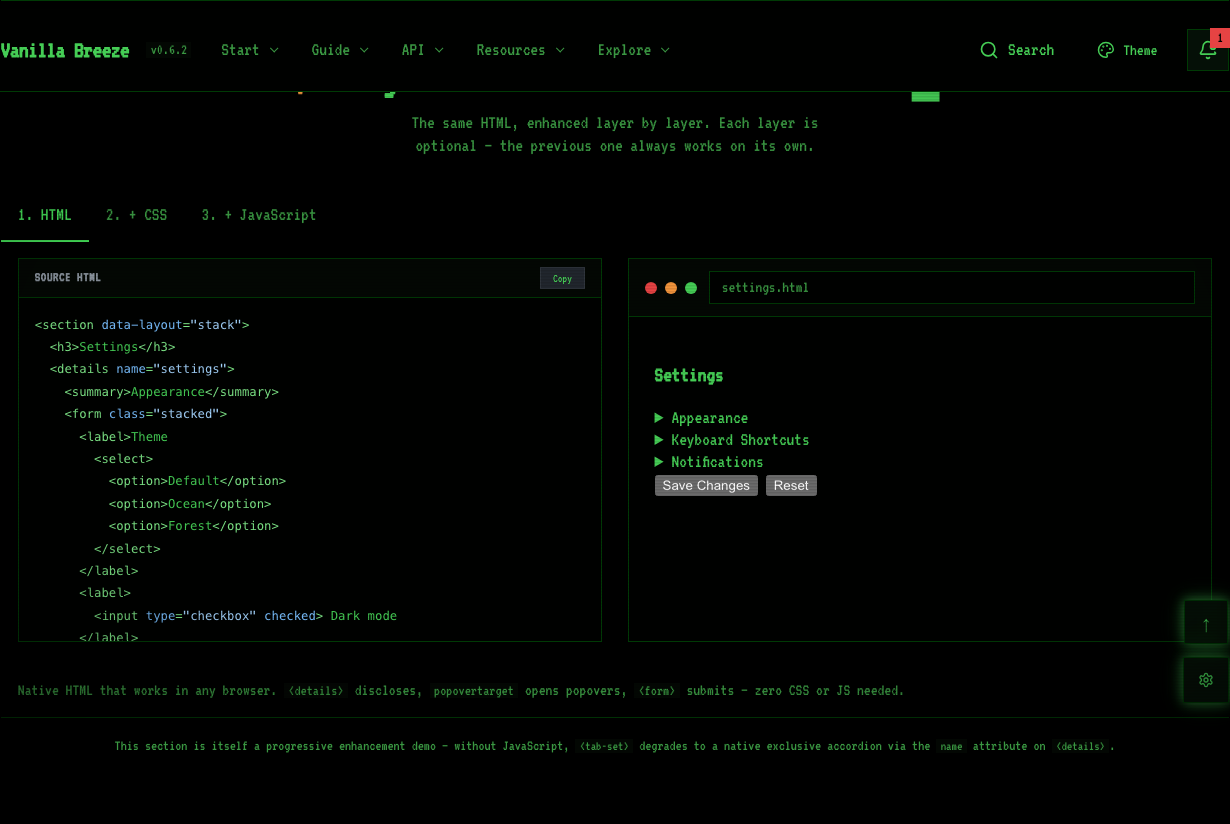 Vanilla Breeze v0.6.2 Start Guide API Resources Explore Search Theme 1
The same HTML, enhanced layer by layer. Each layer is
optional — the previous one always works on its own.
1. HTML 2. + CSS 3. + JavaScript
SOURCE HTML Copy
<section data-layout="stack">
<h3>Settings</h3>
<details name="settings">
<summary>Appearance</summary>
<form class="stacked">
<label>Theme
<select>
<option>Default</option>
<option>Ocean</option>
<option>Forest</option>
</select>
</label>
<label>
<input type="checkbox" checked> Dark mode
</label>
settings.html
Settings
▶ Appearance
▶ Keyboard Shortcuts
▶ Notifications
Save Changes Reset
↑
Native HTML that works in any browser. <details> discloses, popovertarget opens popovers, <form> submits — zero CSS or JS needed.
This section is itself a progressive enhancement demo — without JavaScript, <tab-set> degrades to a native exclusive accordion via the name attribute on <details>.